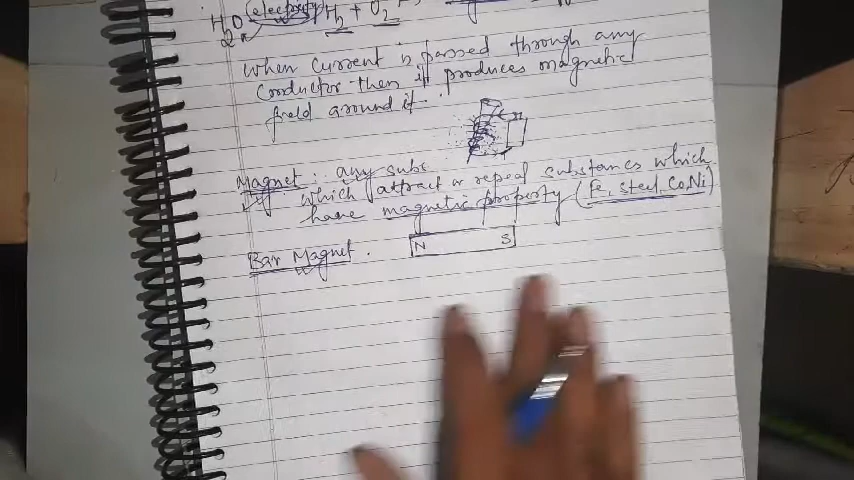 H2O (electricity) H2 + O2
When current is passed through any
conductor then it produces magnetic
field around it.
Magnet : any subs
which attract or repeal substances which
have magnetic property (Fe, steel, Co, Ni)
Bar Magnet. N S